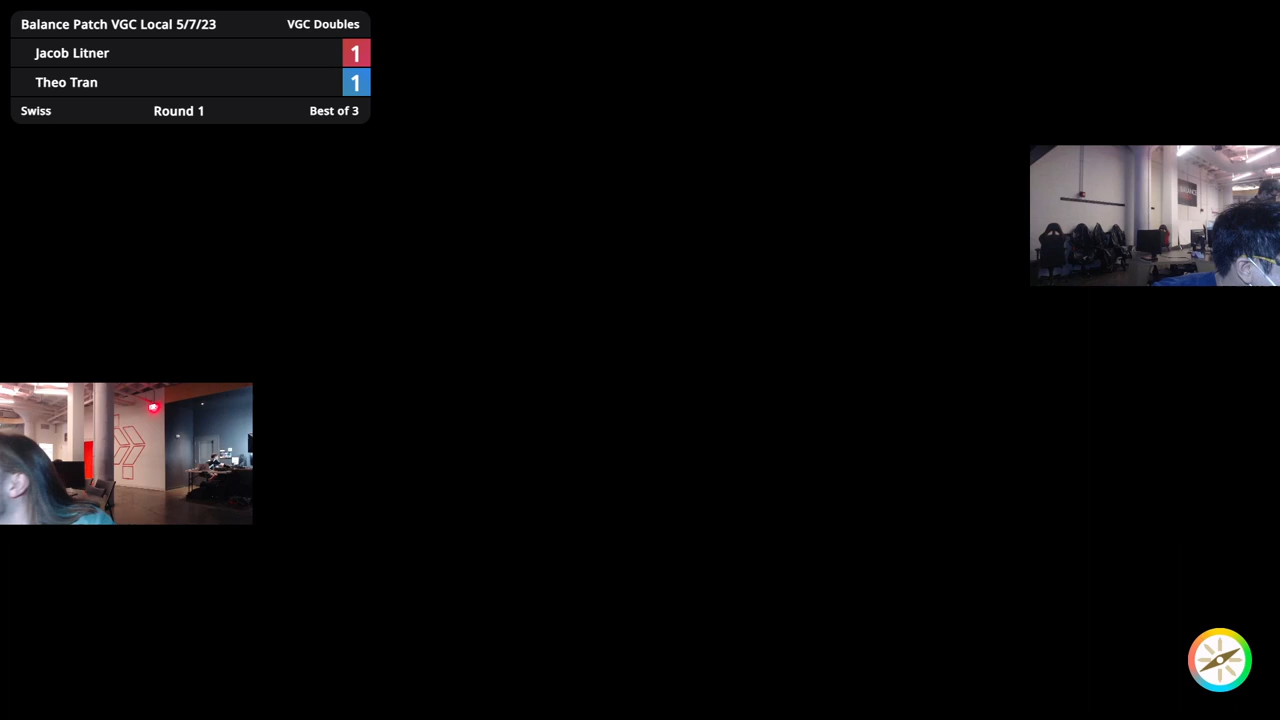 Balance Patch VGC Local 5/7/23 VGC Doubles
Jacob Litner 1
Theo Tran 1
Swiss Round 1 Best of 3
BALANCE